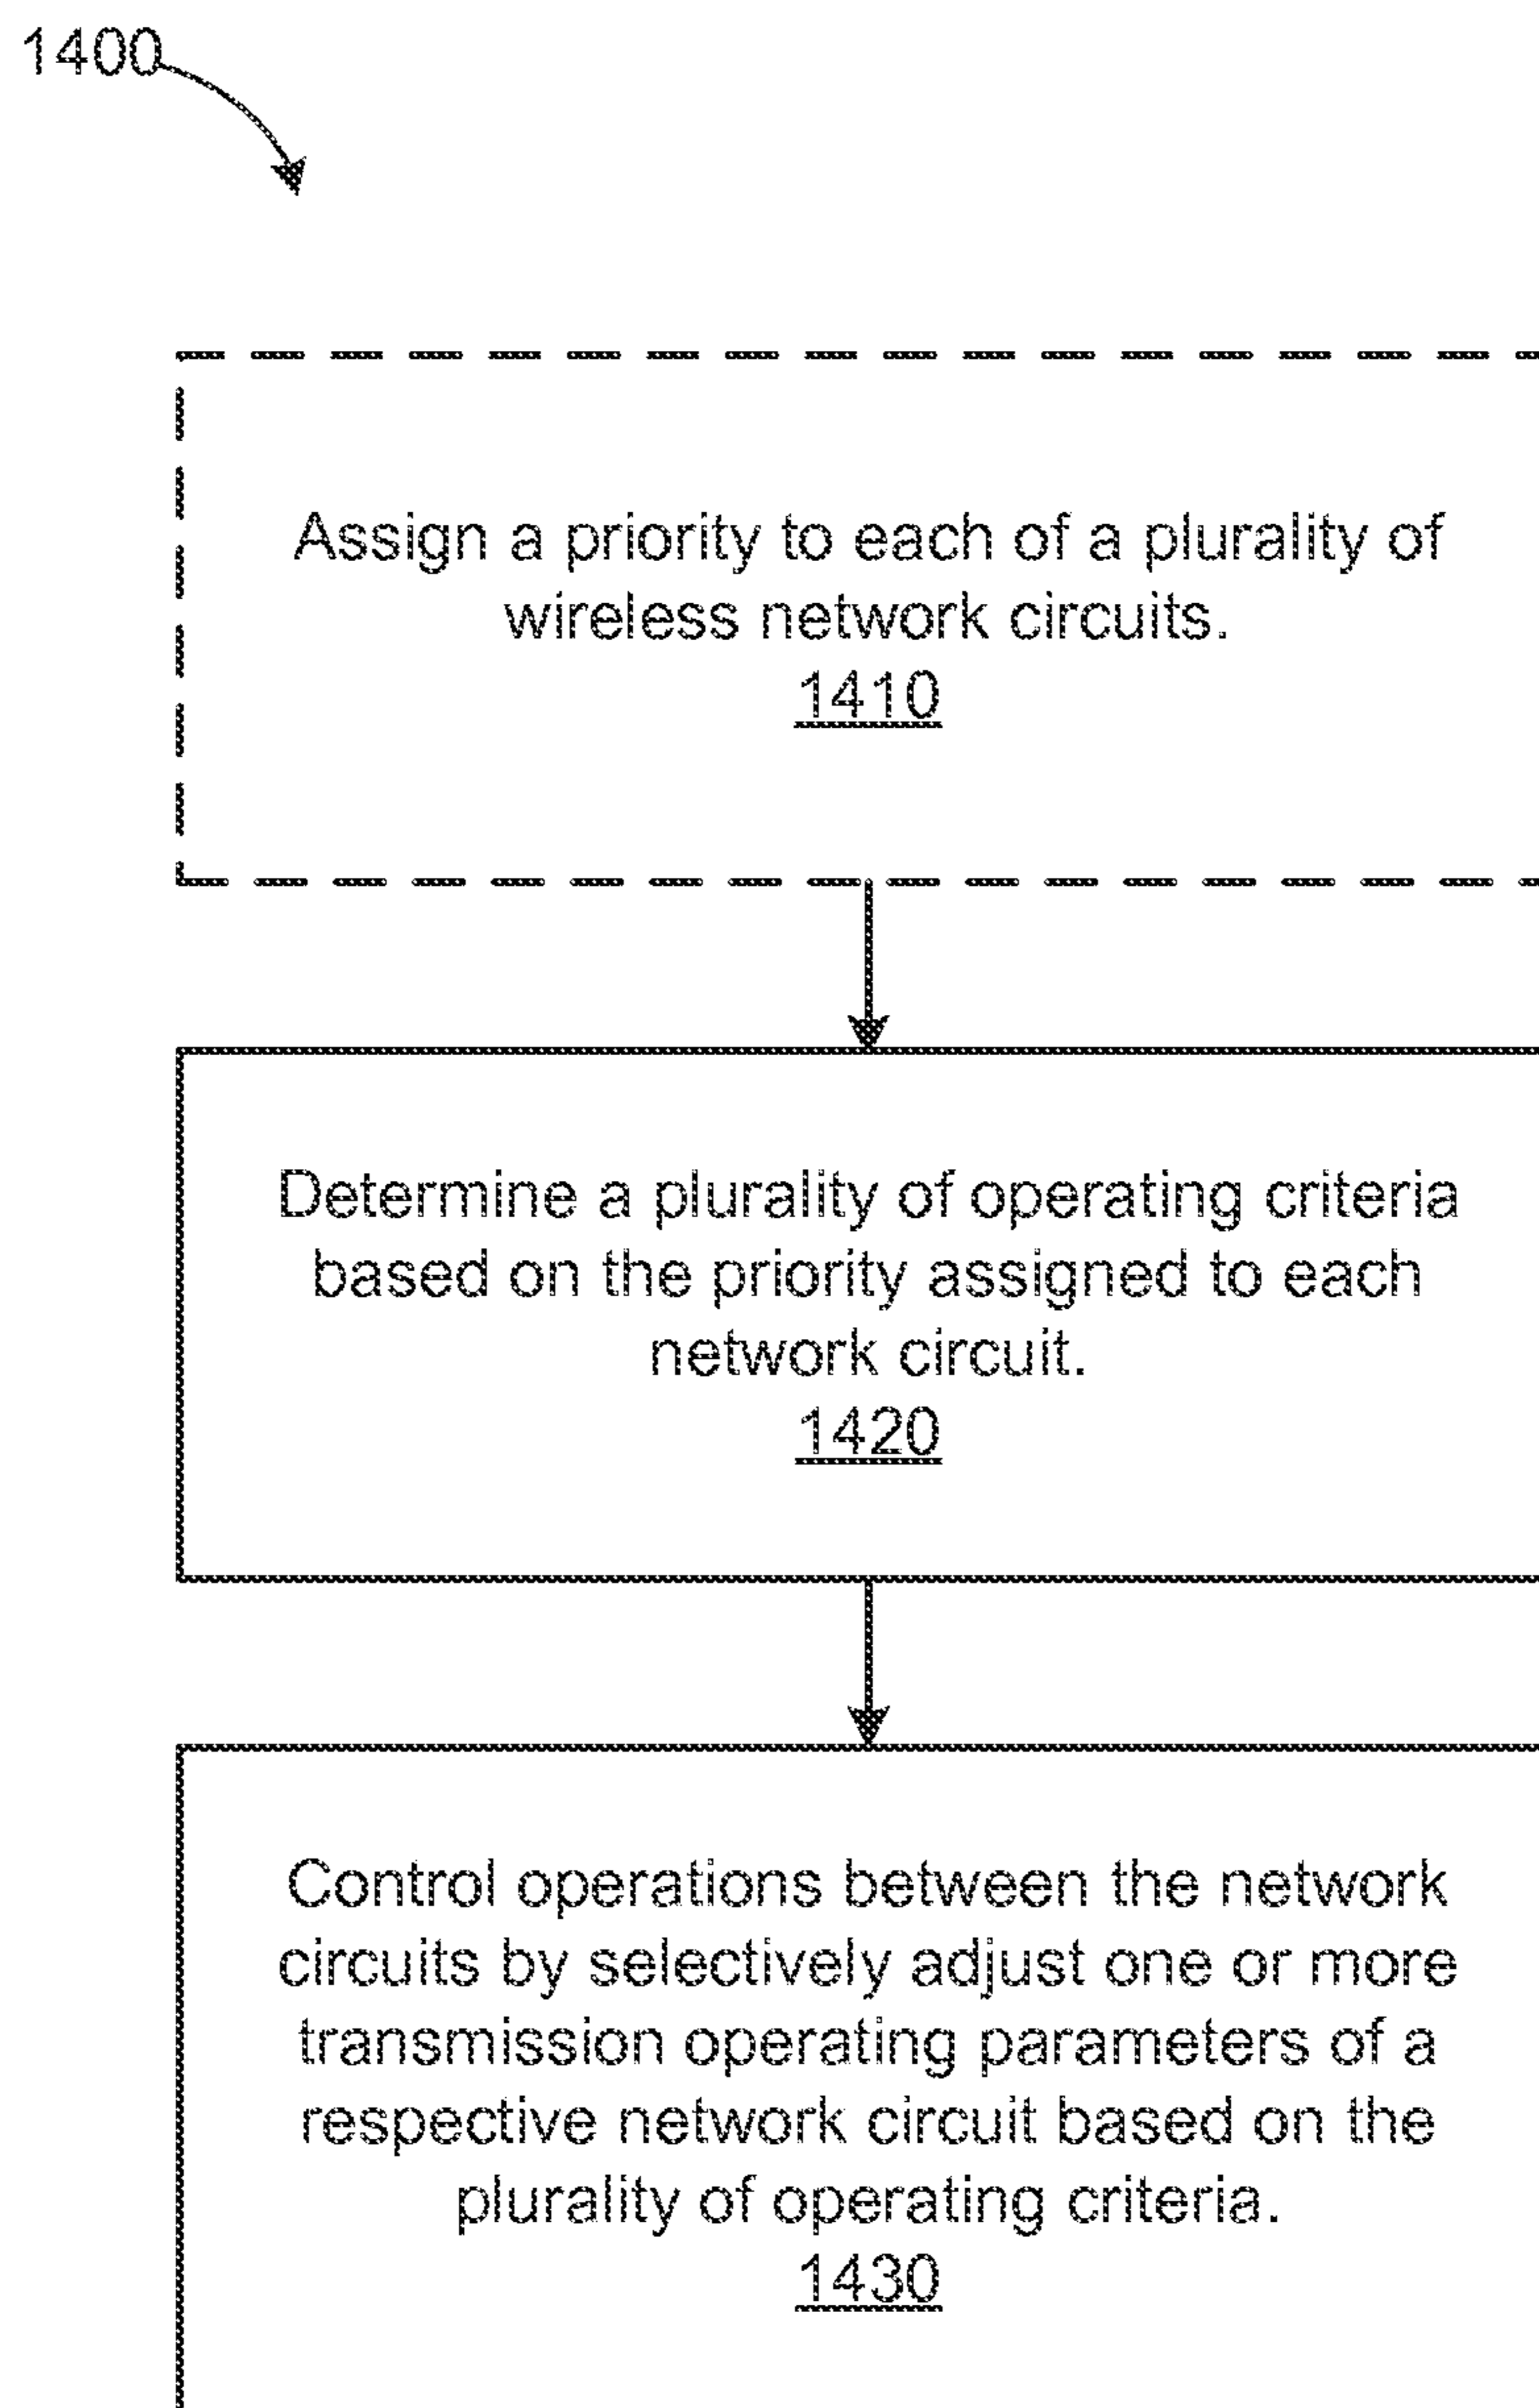 1400
Assign a priority to each of a plurality of
wireless network circuits.
1410
Determine a plurality of operating criteria
based on the priority assigned to each
network circuit.
1420
Control operations between the network
circuits by selectively adjust one or more
transmission operating parameters of a
respective network circuit based on the
plurality of operating criteria.
1430